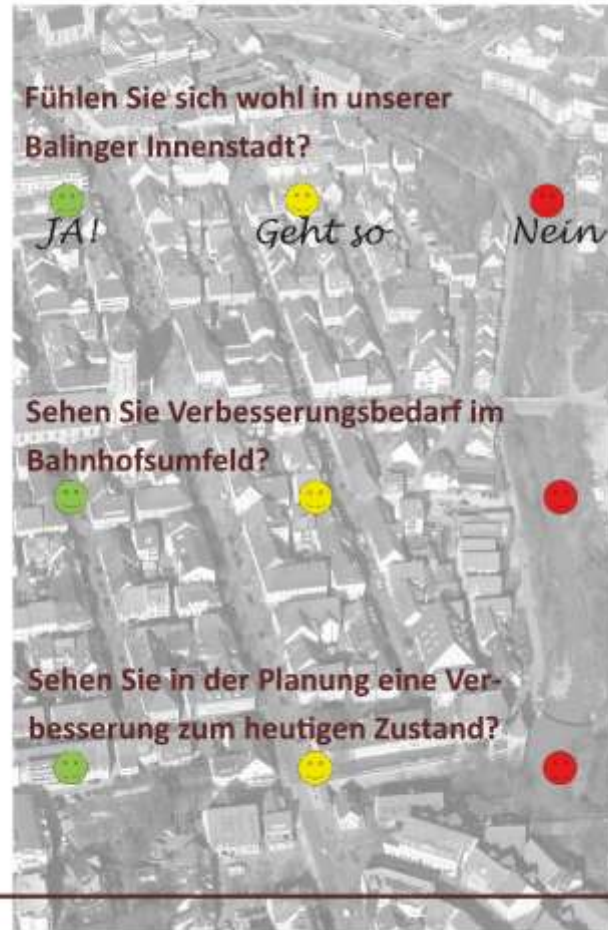 Fühlen Sie sich wohl in unserer
Balinger Innenstadt?
JA! Geht so Nein
Sehen Sie Verbesserungsbedarf im
Bahnhofsumfeld?
Sehen Sie in der Planung eine Ver-
besserung zum heutigen Zustand?